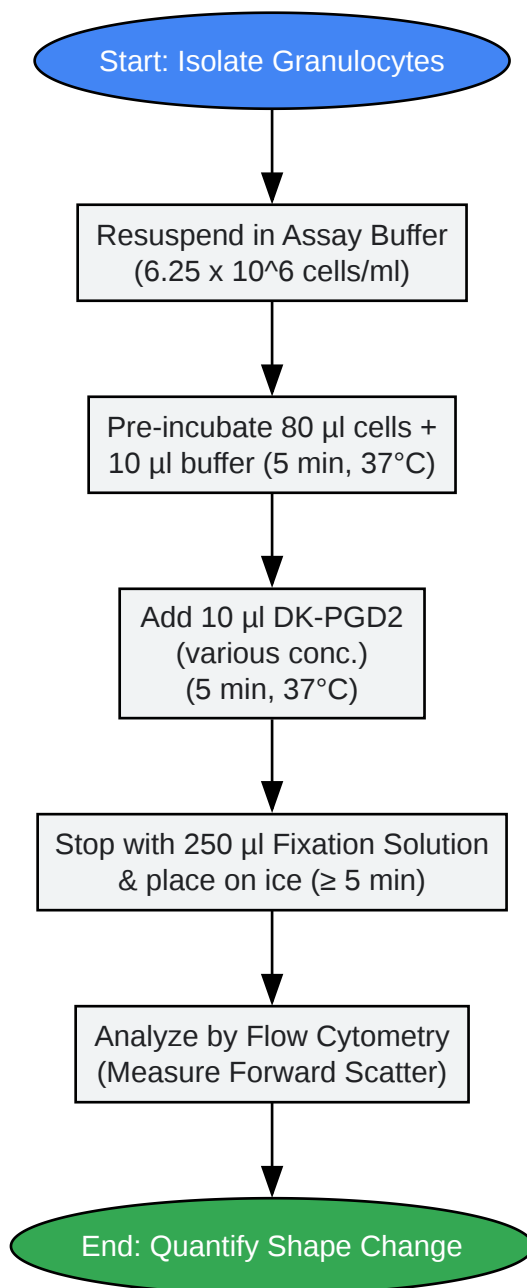 Start: Isolate Granulocytes
Resuspend in Assay Buffer
(6.25 x 10^6 cells/ml)
Pre-incubate 80 µl cells +
10 µl buffer (5 min, 37°C)
Add 10 µl DK-PGD2
(various conc.)
(5 min, 37°C)
Stop with 250 µl Fixation Solution
& place on ice (≥ 5 min)
Analyze by Flow Cytometry
(Measure Forward Scatter)
End: Quantify Shape Change